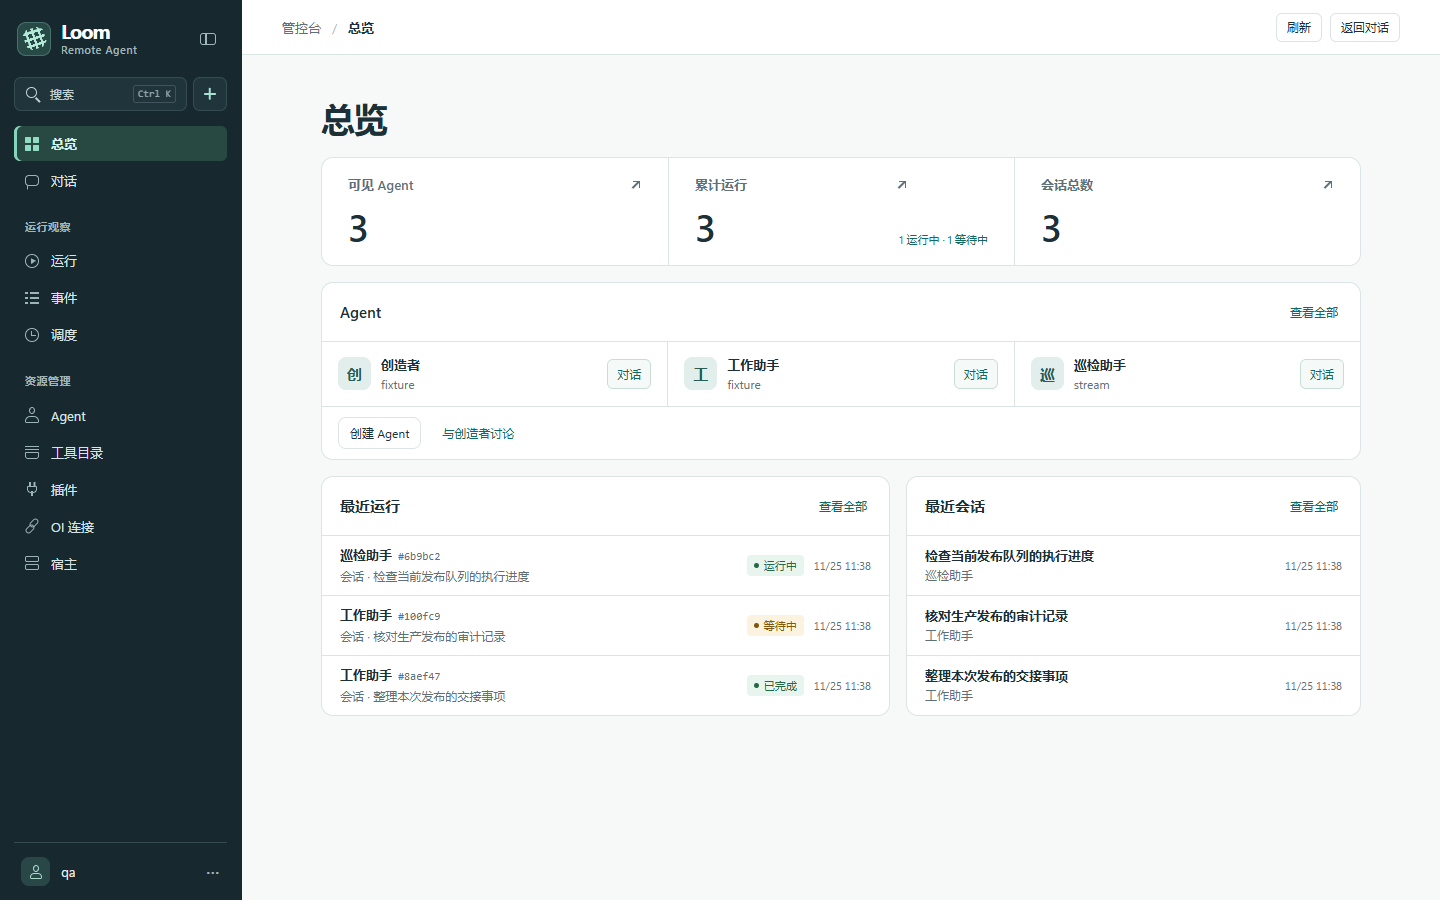 Loom
Remote Agent
搜索 Ctrl K
总览
对话
运行观察
运行
事件
调度
资源管理
Agent
工具目录
插件
OI 连接
宿主
qa
管控台 / 总览
刷新 返回对话
总览
可见 Agent
3
累计运行
3
1 运行中 · 1 等待中
会话总数
3
Agent 查看全部
创 创造者
fixture
对话
工 工作助手
fixture
对话
巡 巡检助手
stream
对话
创建 Agent 与创造者讨论
最近运行 查看全部
巡检助手 #6b9bc2
会话 · 检查当前发布队列的执行进度
运行中 11/25 11:38
工作助手 #100fc9
会话 · 核对生产发布的审计记录
等待中 11/25 11:38
工作助手 #8aef47
会话 · 整理本次发布的交接事项
已完成 11/25 11:38
最近会话 查看全部
检查当前发布队列的执行进度
巡检助手
11/25 11:38
核对生产发布的审计记录
工作助手
11/25 11:38
整理本次发布的交接事项
工作助手
11/25 11:38